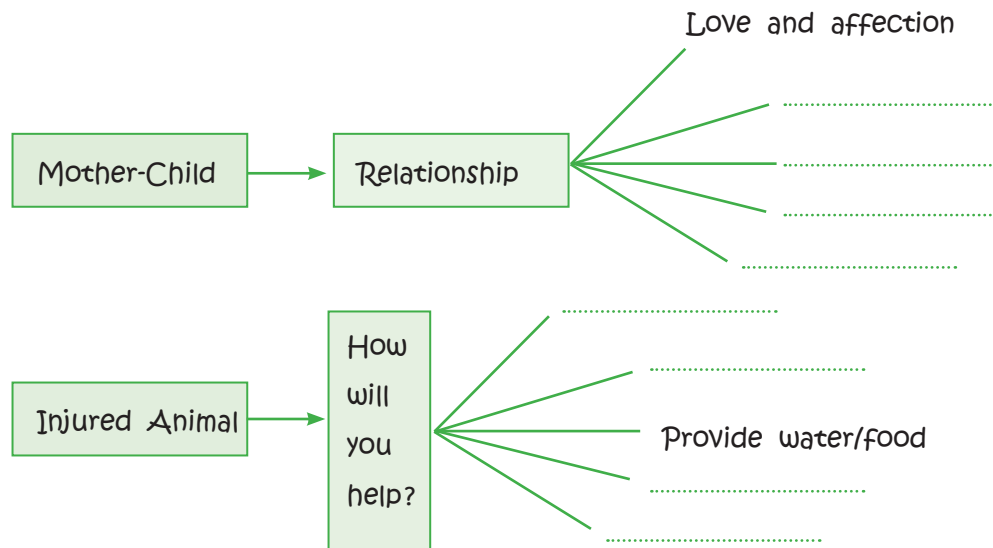 Love and affection
Mother-Child
Relationship
How
will
you
help?
Injured Animal
Provide water/food